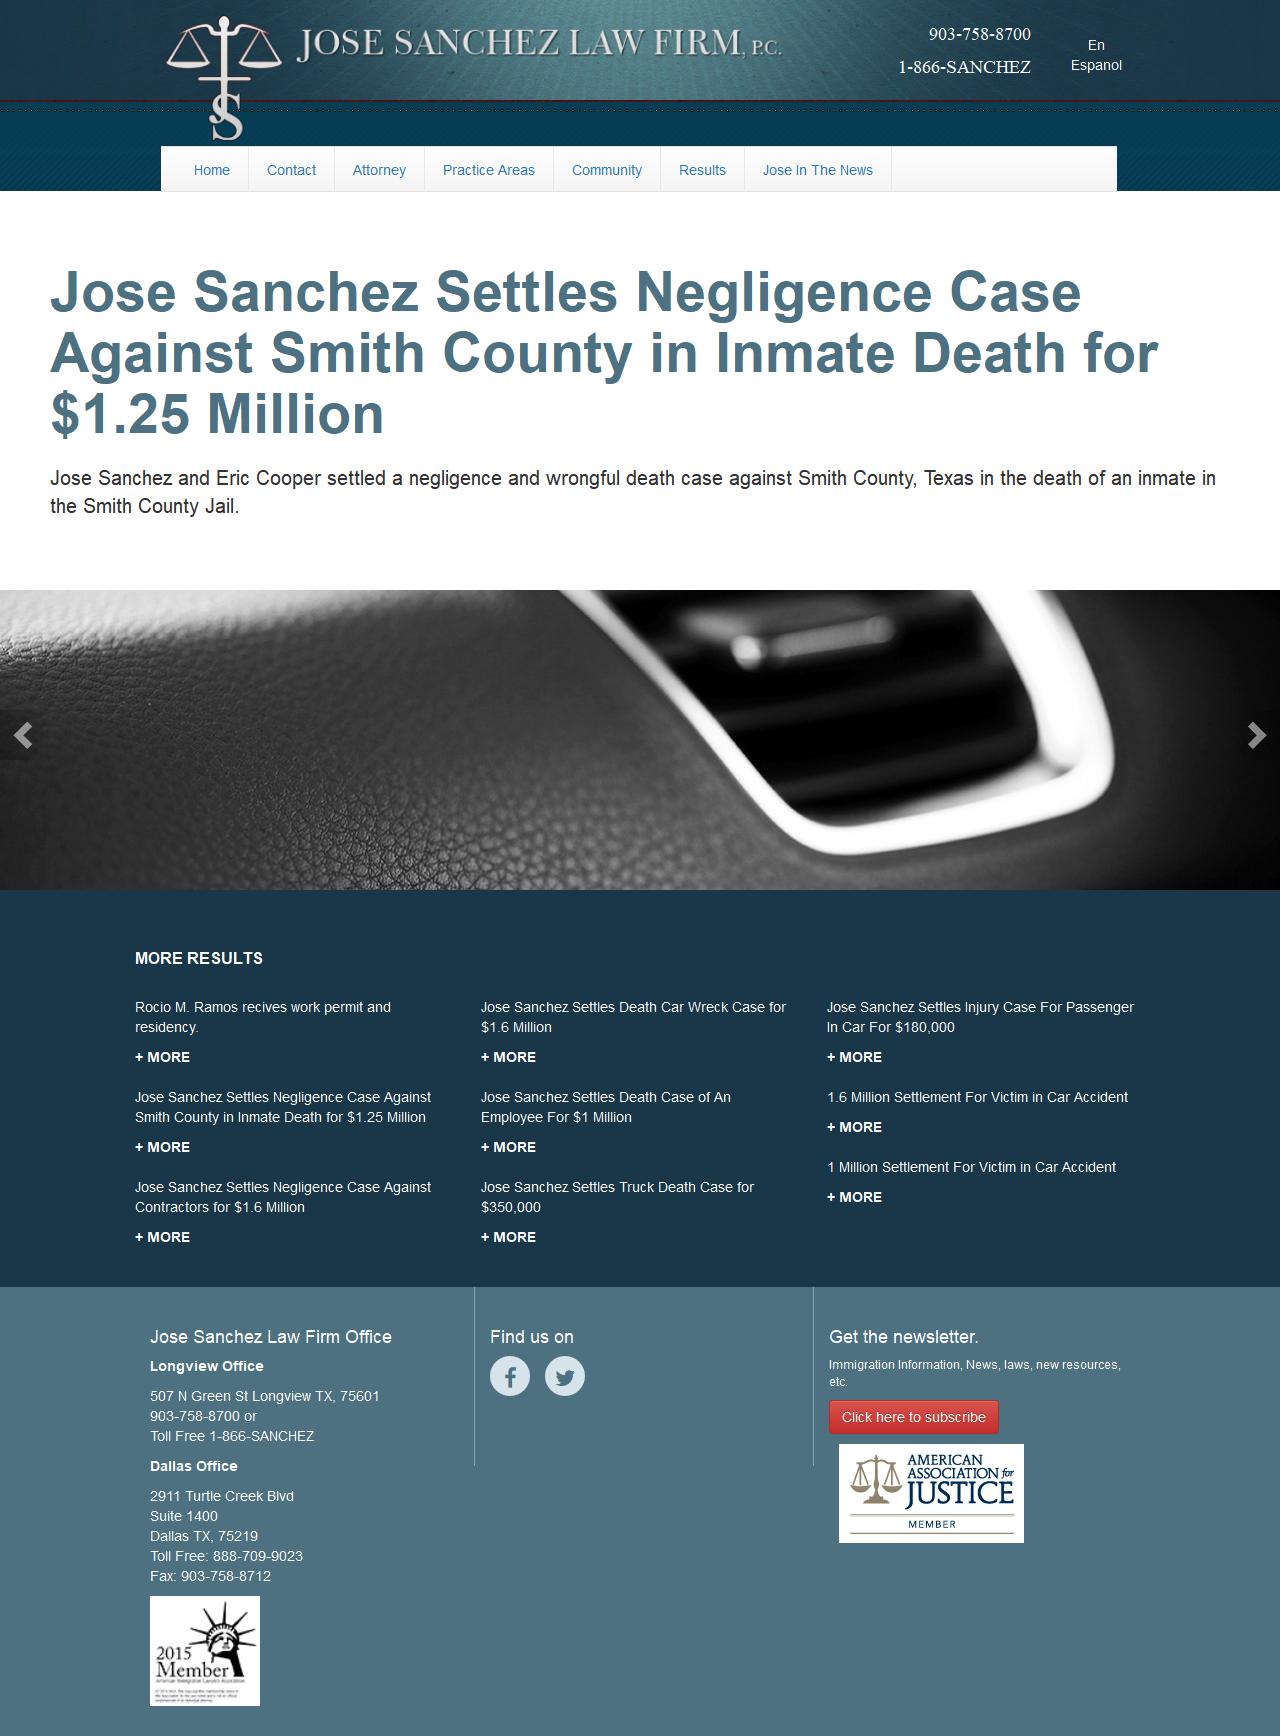 JOSE SANCHEZ LAW FIRM, P.C.
903-758-8700
1-866-SANCHEZ
En
Espanol
JS
Home
Contact
Attorney
Practice Areas
Community
Results
Jose In The News
Jose Sanchez Settles Negligence Case
Against Smith County in Inmate Death for
$1.25 Million
Jose Sanchez and Eric Cooper settled a negligence and wrongful death case against Smith County, Texas in the death of an inmate in
the Smith County Jail.
MORE RESULTS
Rocio M. Ramos recives work permit and
residency.
+ MORE
Jose Sanchez Settles Negligence Case Against
Smith County in Inmate Death for $1.25 Million
+ MORE
Jose Sanchez Settles Negligence Case Against
Contractors for $1.6 Million
+ MORE
Jose Sanchez Settles Death Car Wreck Case for
$1.6 Million
+ MORE
Jose Sanchez Settles Death Case of An
Employee For $1 Million
+ MORE
Jose Sanchez Settles Truck Death Case for
$350,000
+ MORE
Jose Sanchez Settles Injury Case For Passenger
In Car For $180,000
+ MORE
1.6 Million Settlement For Victim in Car Accident
+ MORE
1 Million Settlement For Victim in Car Accident
+ MORE
Jose Sanchez Law Firm Office
Longview Office
507 N Green St Longview TX, 75601
903-758-8700 or
Toll Free 1-866-SANCHEZ
Dallas Office
2911 Turtle Creek Blvd
Suite 1400
Dallas TX, 75219
Toll Free: 888-709-9023
Fax: 903-758-8712
2015
Member
American Immigration Lawyers Association
Find us on
Get the newsletter.
Immigration Information, News, laws, new resources,
etc.
Click here to subscribe
AMERICAN
ASSOCIATION for
JUSTICE
MEMBER